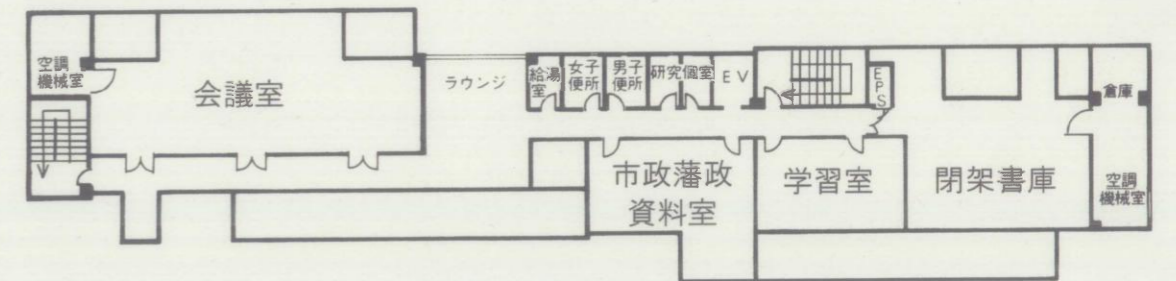 空調
機械室
会議室
ラウンジ
給湯
室
女子
便所
男子
便所
研究個室
EV
EPS
倉庫
市政藩政
資料室
学習室
閉架書庫
空調
機械室